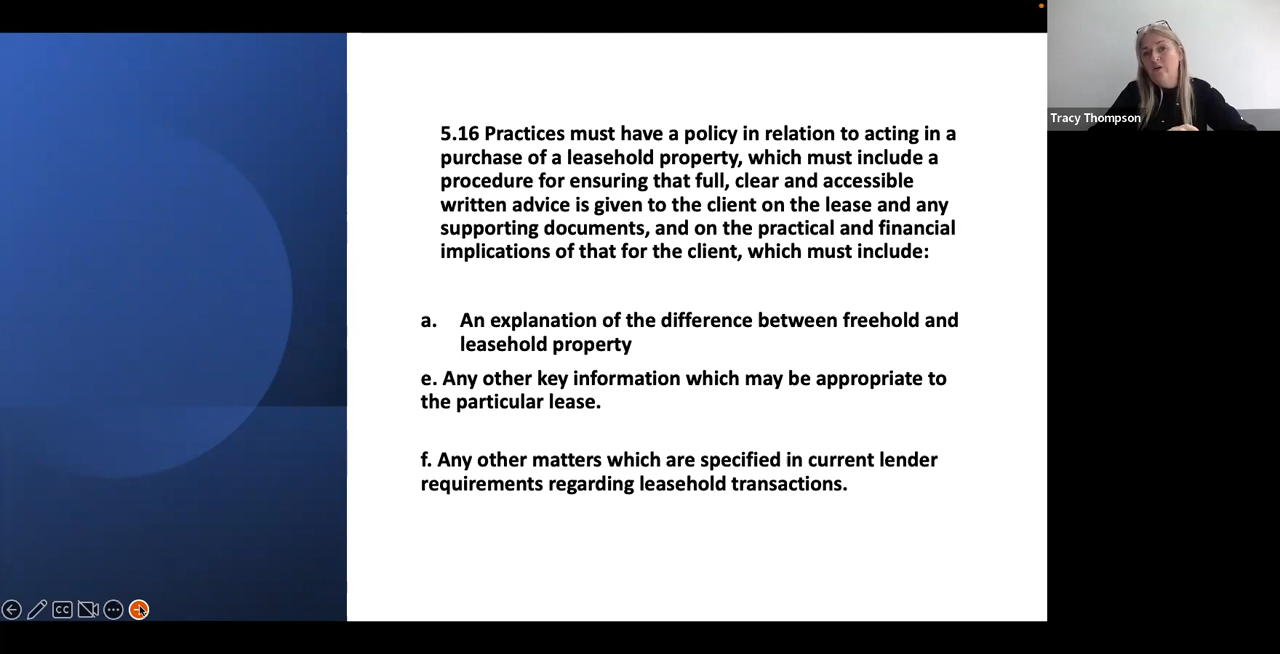 5.16 Practices must have a policy in relation to acting in a
purchase of a leasehold property, which must include a
procedure for ensuring that full, clear and accessible
written advice is given to the client on the lease and any
supporting documents, and on the practical and financial
implications of that for the client, which must include:
a. An explanation of the difference between freehold and
leasehold property
e. Any other key information which may be appropriate to
the particular lease.
f. Any other matters which are specified in current lender
requirements regarding leasehold transactions.
Tracy Thompson
CC